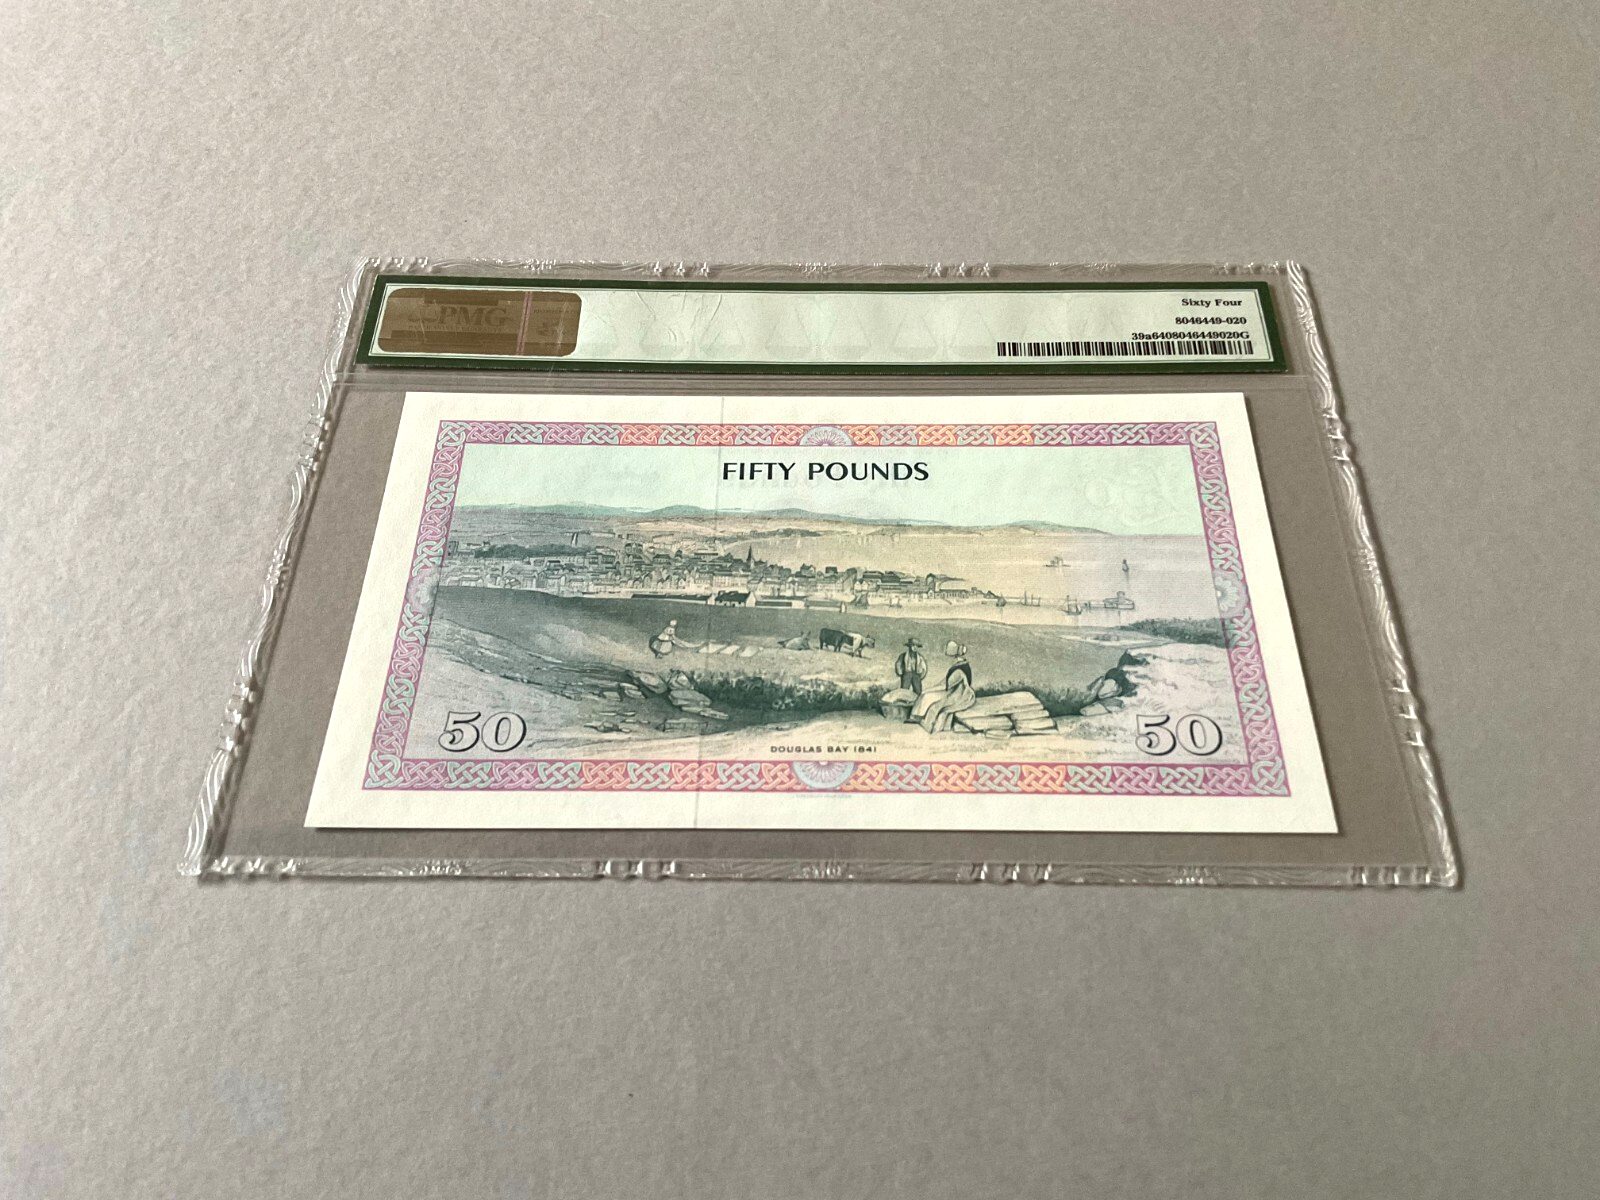 PMG
Sixty Four
8046449-020
39a6408046449020G
FIFTY POUNDS
50
50
DOUGLAS BAY 1841